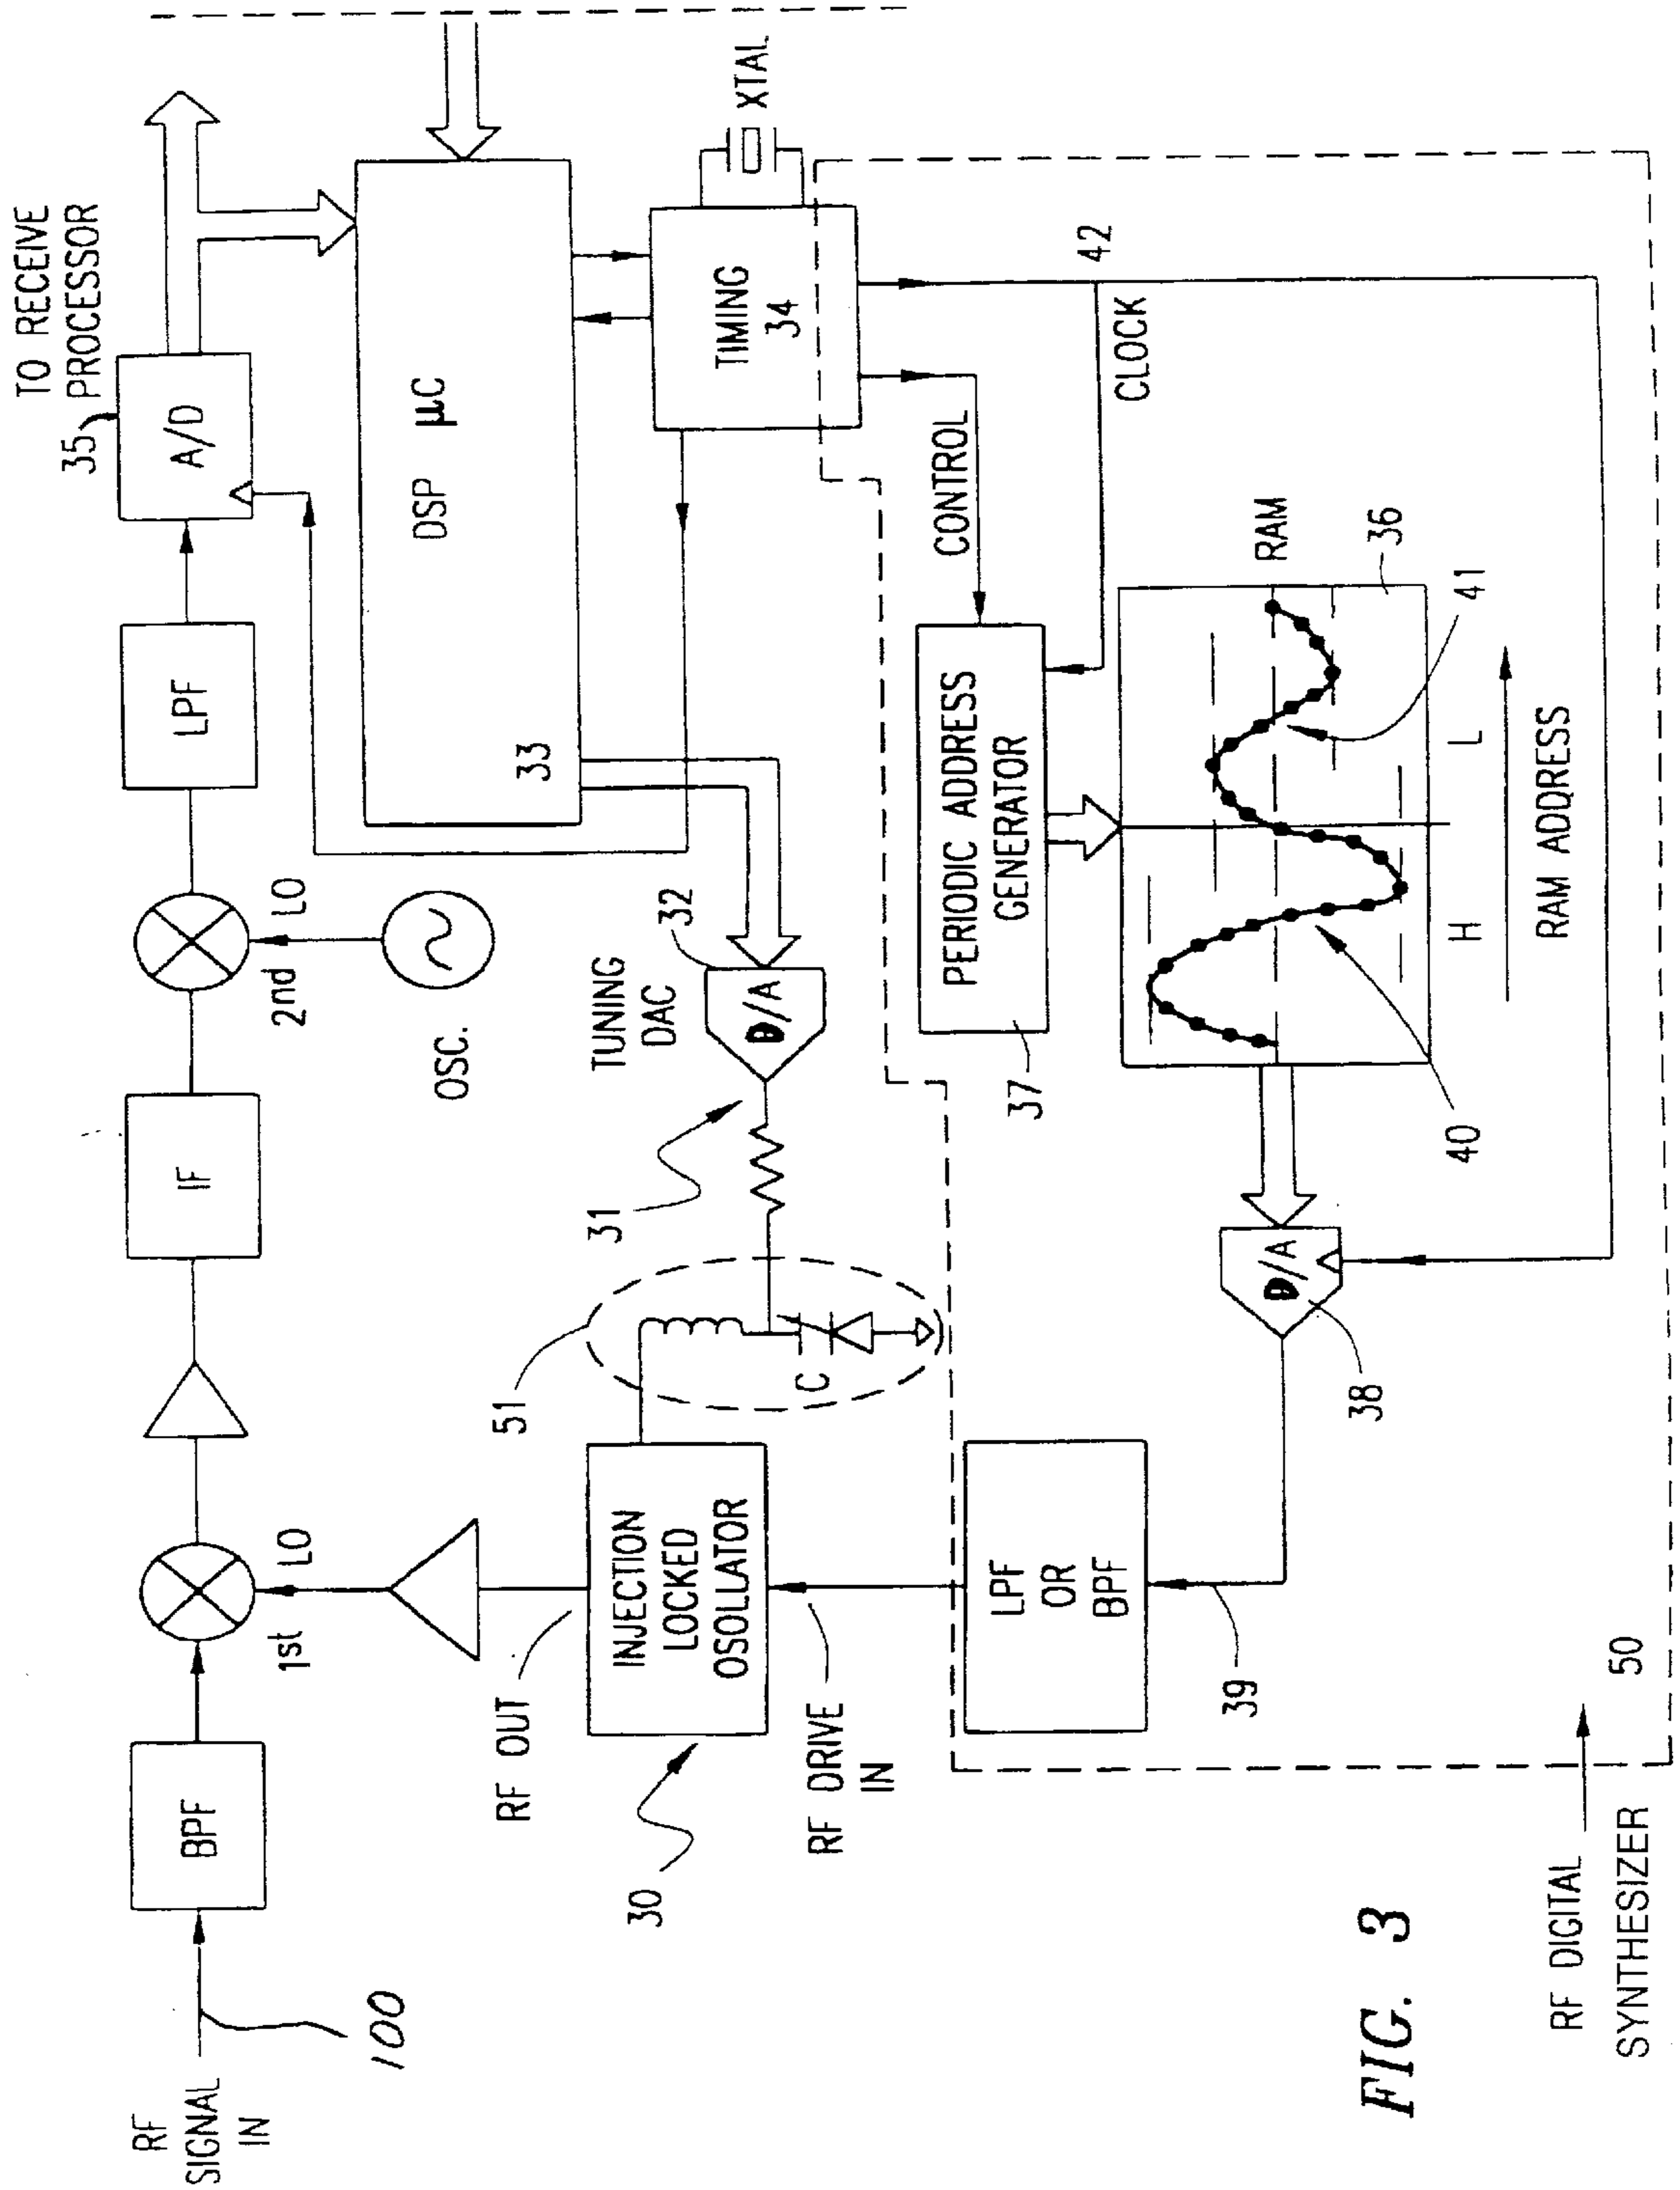 RF
SIGNAL
IN
100
BPF
1st
LO
IF
2nd
LO
OSC.
LPF
35
A/D
TO RECEIVE
PROCESSOR
RF OUT
30
INJECTION
LOCKED
OSOLLATOR
RF DRIVE
IN
51
C
31
TUNING
DAC
32
D/A
33
DSP μC
TIMING
34
XTAL
CONTROL
CLOCK
42
37
PERIODIC ADDRESS
GENERATOR
RAM
36
41
40
H
L
RAM ADDRESS
D/A
38
39
LPF
OR
BPF
50
RF DIGITAL
SYNTHESIZER
FIG. 3